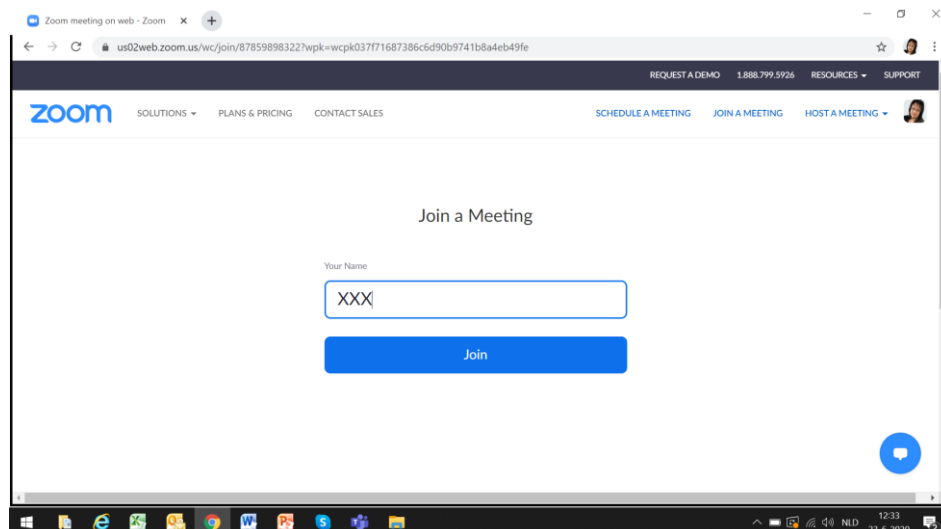 Zoom meeting on web - Zoom
us02web.zoom.us/wc/join/87859898322?wpk=wcpk037f71687386c6d90b9741b8a4eb49fe
REQUEST A DEMO 1.888.799.5926 RESOURCES SUPPORT
zoom SOLUTIONS PLANS & PRICING CONTACT SALES SCHEDULE A MEETING JOIN A MEETING HOST A MEETING
Join a Meeting
Your Name
XXX
Join
NLD 12:33